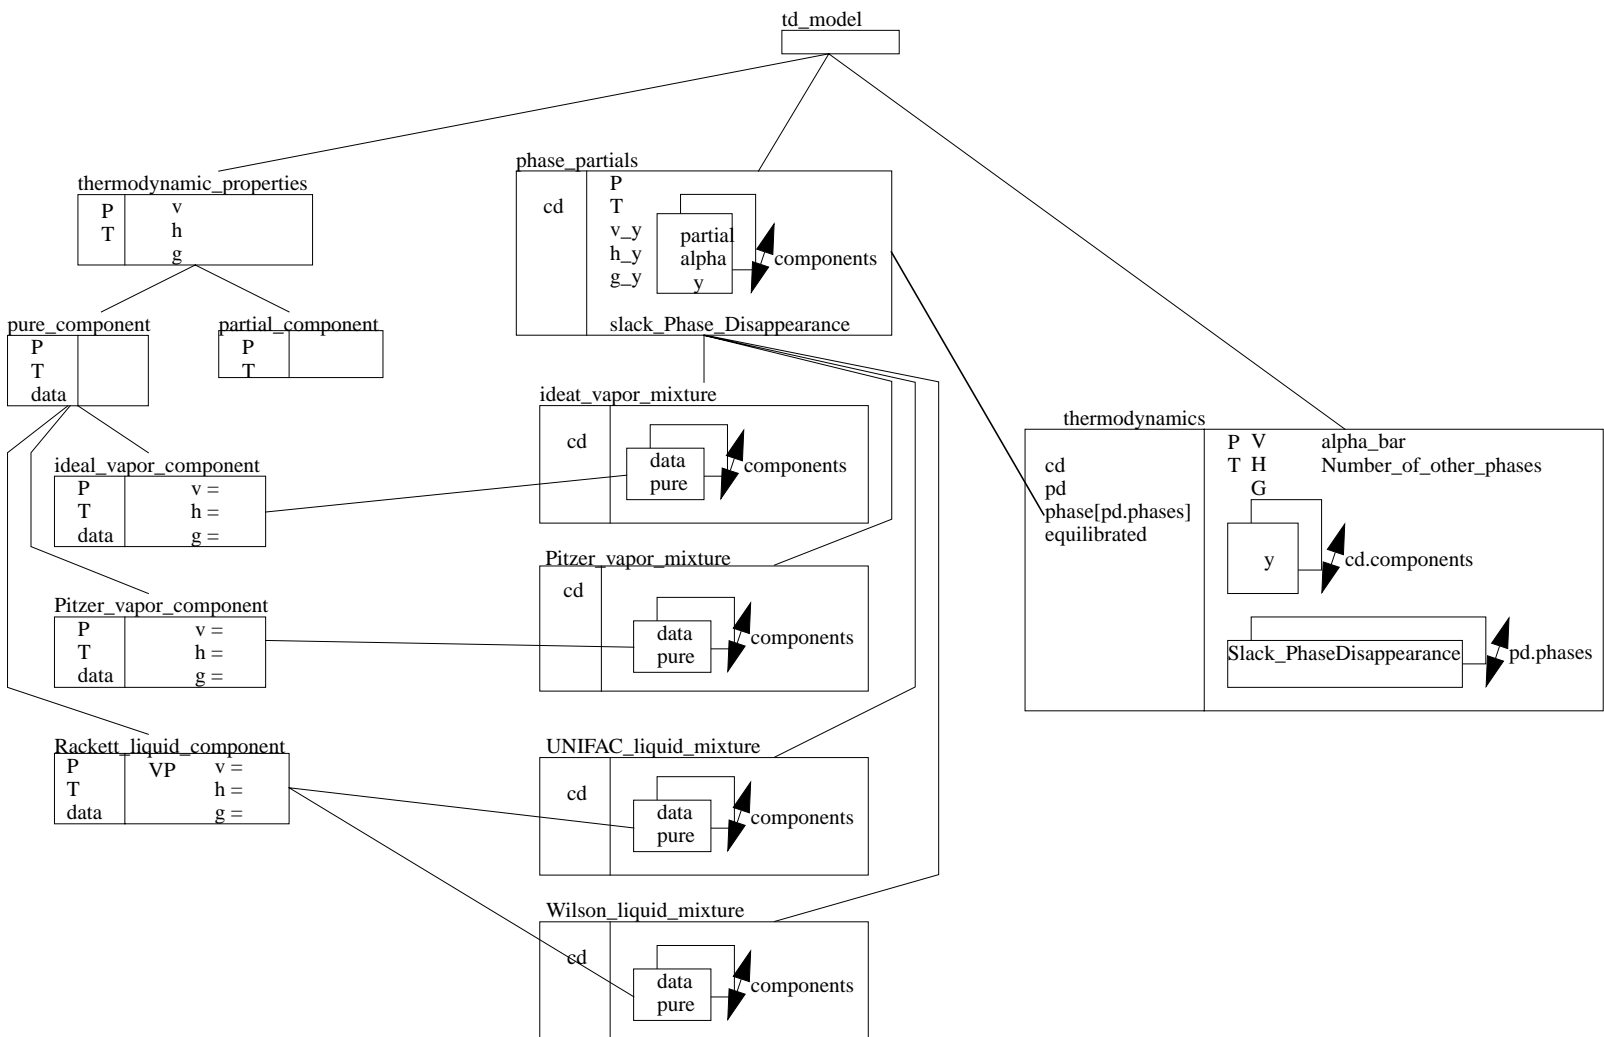 td_model
thermodynamic_properties
P
T
v
h
g
pure_component
P
T
data
partial_component
P
T
ideal_vapor_component
P
T
data
v =
h =
g =
Pitzer_vapor_component
P
T
data
v =
h =
g =
Rackett_liquid_component
P
T
data
VP
v =
h =
g =
phase_partials
cd
P
T
v_y
h_y
g_y
partial
alpha
y
components
slack_Phase_Disappearance
ideat_vapor_mixture
cd
data
pure
components
Pitzer_vapor_mixture
cd
data
pure
components
UNIFAC_liquid_mixture
cd
data
pure
components
Wilson_liquid_mixture
cd
data
pure
components
thermodynamics
cd
pd
phase[pd.phases]
equilibrated
P V
T H
G
alpha_bar
Number_of_other_phases
y
cd.components
Slack_PhaseDisappearance
pd.phases